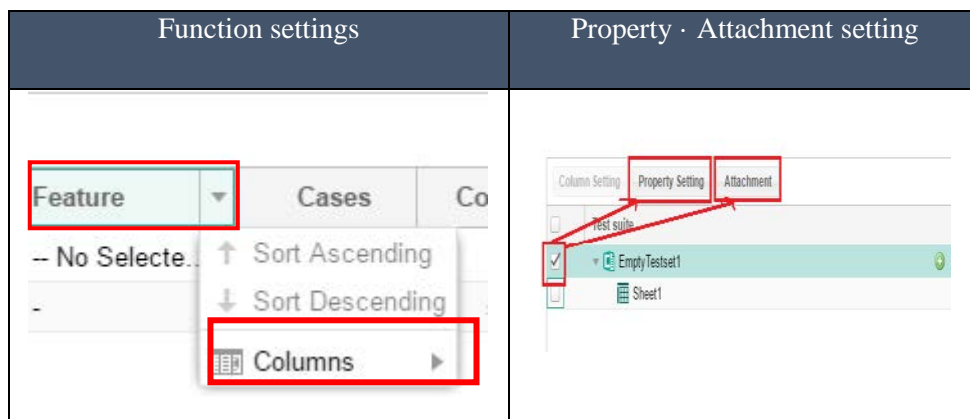 Function settings
Property · Attachment setting
Feature
Cases
Co
-- No Selecte..
Sort Ascending
-
Sort Descending
Columns
Column Setting
Property Setting
Attachment
Test suite
EmptyTestset1
Sheet1